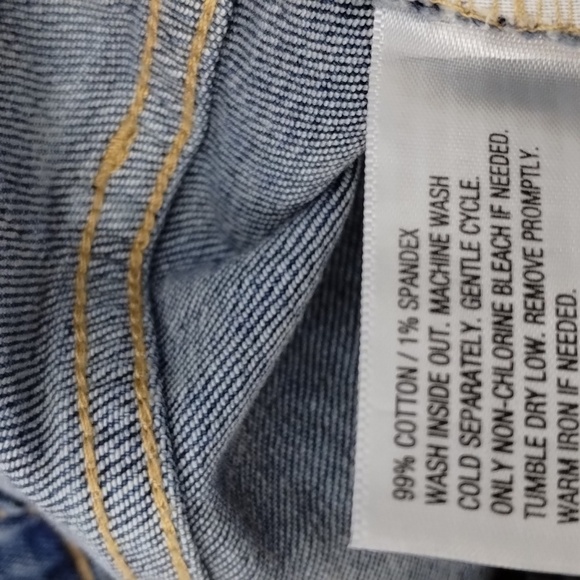 99% COTTON / 1% SPANDEX
WASH INSIDE OUT. MACHINE WASH
COLD SEPARATELY. GENTLE CYCLE.
ONLY NON-CHLORINE BLEACH IF NEEDED.
TUMBLE DRY LOW. REMOVE PROMPTLY.
WARM IRON IF NEEDED.